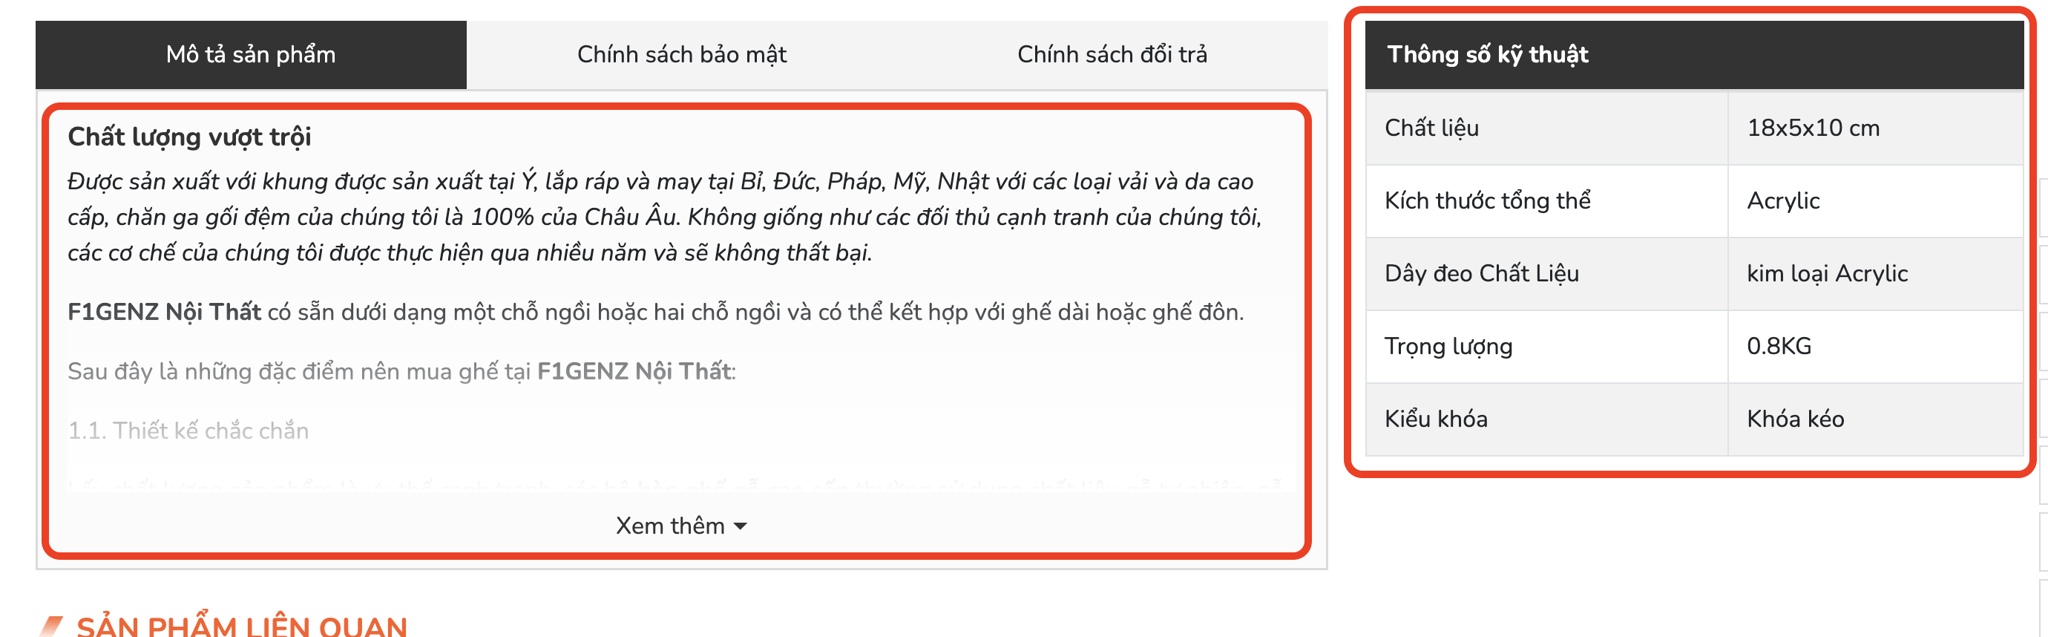 Mô tả sản phẩm
Chính sách bảo mật
Chính sách đổi trả
Chất lượng vượt trội
Được sản xuất với khung được sản xuất tại Ý, lắp ráp và may tại Bỉ, Đức, Pháp, Mỹ, Nhật với các loại vải và da cao
cấp, chăn ga gối đệm của chúng tôi là 100% của Châu Âu. Không giống như các đối thủ cạnh tranh của chúng tôi,
các cơ chế của chúng tôi được thực hiện qua nhiều năm và sẽ không thất bại.
F1GENZ Nội Thất có sẵn dưới dạng một chỗ ngồi hoặc hai chỗ ngồi và có thể kết hợp với ghế dài hoặc ghế đôn.
Sau đây là những đặc điểm nên mua ghế tại F1GENZ Nội Thất:
1.1. Thiết kế chắc chắn
Xem thêm
Thông số kỹ thuật
Chất liệu 18x5x10 cm
Kích thước tổng thể Acrylic
Dây đeo Chất Liệu kim loại Acrylic
Trọng lượng 0.8KG
Kiểu khóa Khóa kéo
SẢN PHẨM LIÊN QUAN